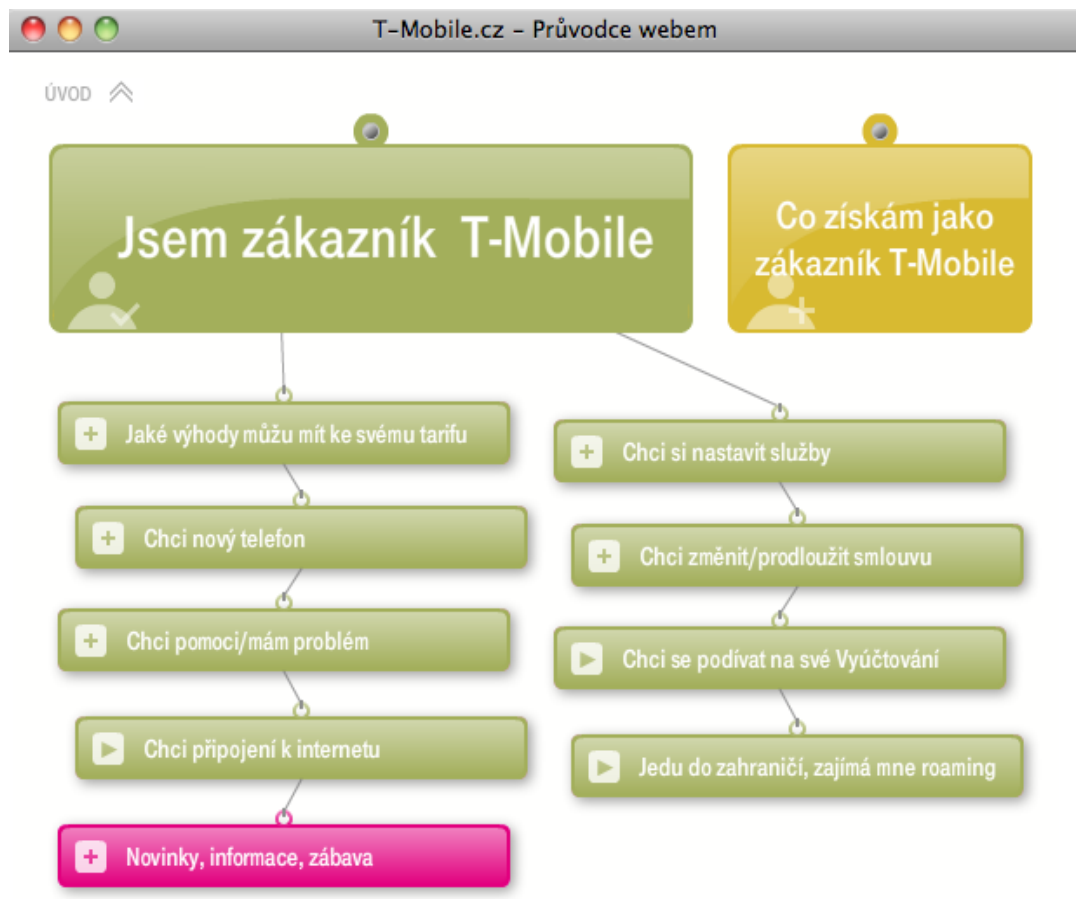 T-Mobile.cz – Průvodce webem
ÚVOD
Jsem zákazník T-Mobile
Co získám jako
zákazník T-Mobile
Jaké výhody můžu mít ke svému tarifu
Chci nový telefon
Chci pomoci/mám problém
Chci připojení k internetu
Novinky, informace, zábava
Chci si nastavit služby
Chci změnit/prodloužit smlouvu
Chci se podívat na své Vyúčtování
Jedu do zahraničí, zajímá mne roaming